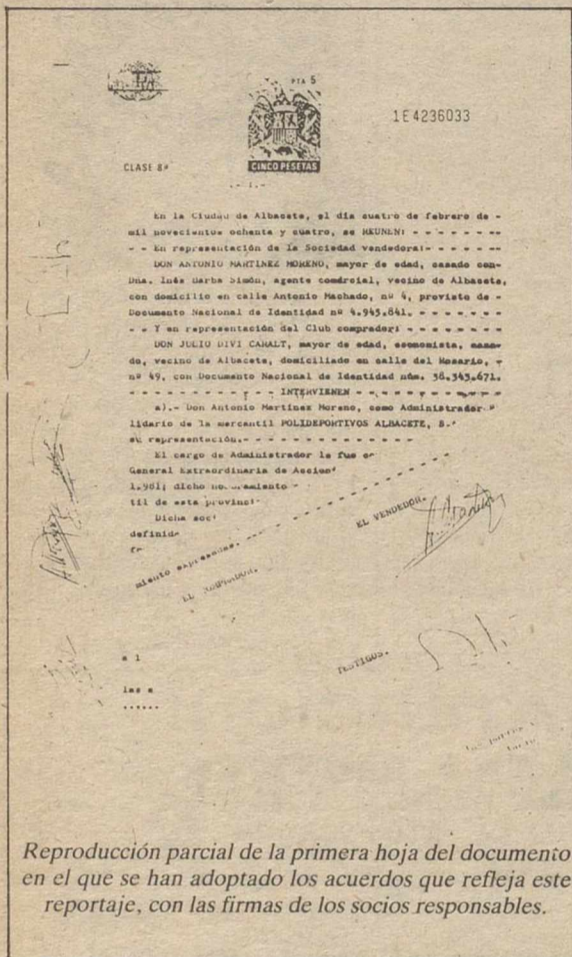 PTA 5
1E4236033
CLASE 8ª
CINCO PESETAS
- 1. -
En la Ciudad de Albacete, el día cuatro de febrero de -
mil novecientos ochenta y cuatro, se REUNEN: - - - - - - - -
- - En representación de la Sociedad vendedora:- - - - - - -
DON ANTONIO MARTINEZ MORENO, mayor de edad, casado con-
Dña. Inés Barba Simón, agente comercial, vecino de Albacete,
con domicilio en calle Antonio Machado, nº 4, provisto de -
Documento Nacional de Identidad nº 4.945.841. - - - - - - -
- - Y en representación del Club comprador: - - - - - - -
DON JULIO DIVI CARALT, mayor de edad, economista, casa-
do, vecino de Albacete, domiciliado en calle del Rosario, -
nº 49, con Documento Nacional de Identidad núm. 38.343.671.
- - - - - - - - - - - - INTERVIENEN - - - - - - - - - - -
a).- Don Antonio Martínez Moreno, como Administrador
lidario de la mercantil POLIDEPORTIVOS ALBACETE, S.
su representación.- - - - - - - - - - - - - -
El cargo de Administrador le fue
General Extraordinaria de Accion
1.981; dicho nombramiento -
til de esta provinc
Dicha soc
definid
miento expresadas. - - - - - - - - - -
EL VENDEDOR.
EL COMPRADOR.
TESTIGOS.
a l
las a
......
Reproducción parcial de la primera hoja del documento
en el que se han adoptado los acuerdos que refleja este
reportaje, con las firmas de los socios responsables.